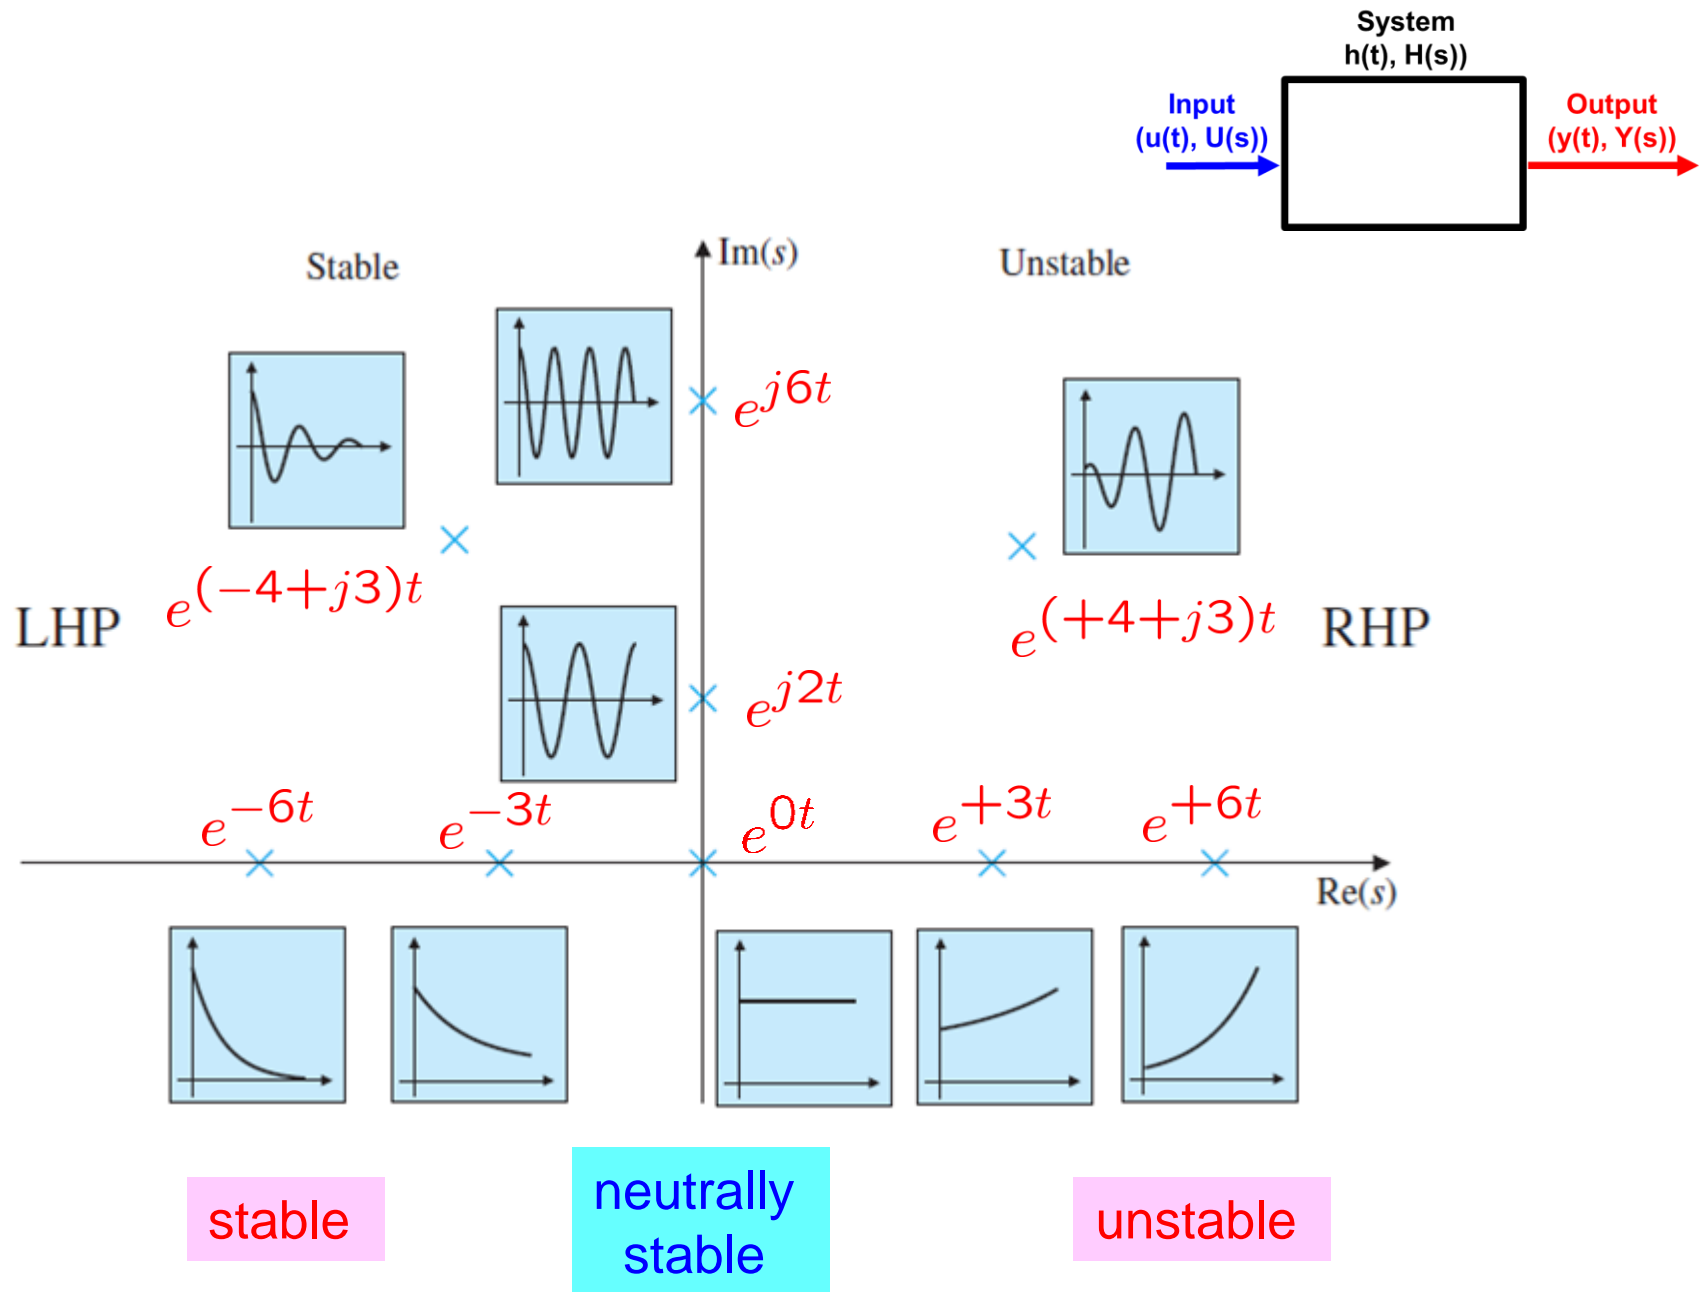 System
h(t), H(s))
Input
(u(t), U(s))
Output
(y(t), Y(s))
Stable
Im(s)
Unstable
e^{j6t}
e^{(-4+j3)t}
e^{(+4+j3)t}
LHP
RHP
e^{j2t}
e^{-6t}
e^{-3t}
e^{0t}
e^{+3t}
e^{+6t}
Re(s)
stable
neutrally
stable
unstable